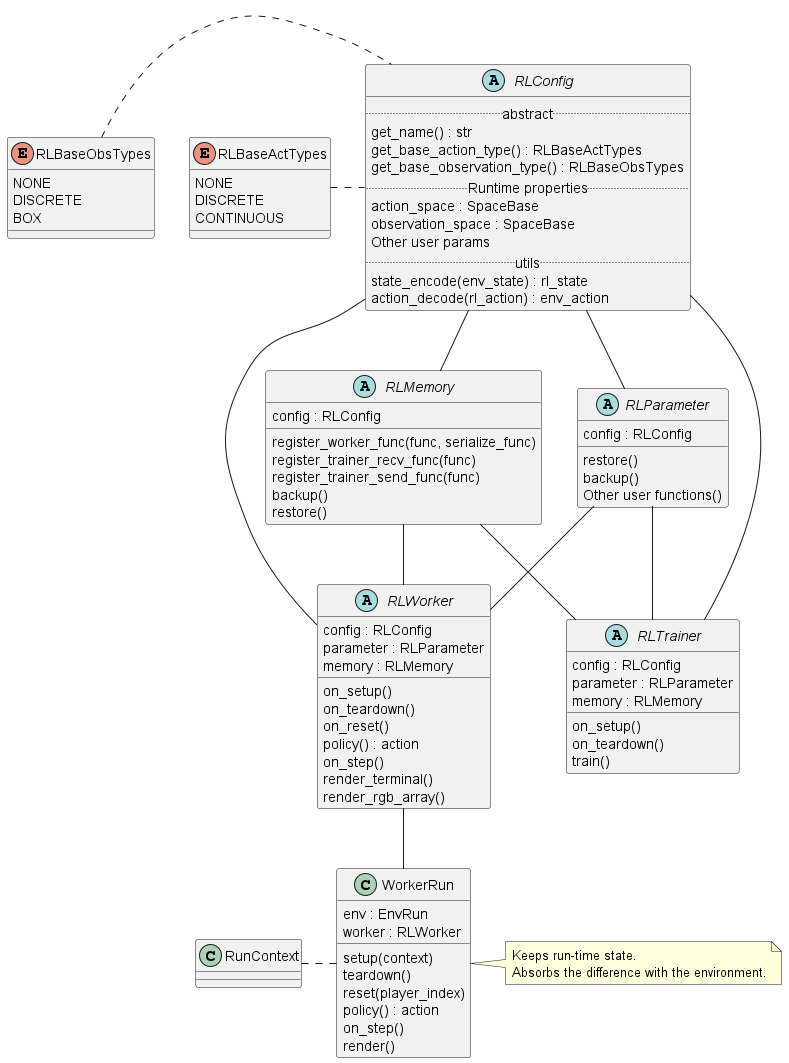 A RLConfig
abstract
get_name() : str
get_base_action_type() : RLBaseActTypes
get_base_observation_type() : RLBaseObsTypes
Runtime properties
action_space : SpaceBase
observation_space : SpaceBase
Other user params
utils
state_encode(env_state) : rl_state
action_decode(rl_action) : env_action
E RLBaseObsTypes
NONE
DISCRETE
BOX
E RLBaseActTypes
NONE
DISCRETE
CONTINUOUS
A RLMemory
config : RLConfig
register_worker_func(func, serialize_func)
register_trainer_recv_func(func)
register_trainer_send_func(func)
backup()
restore()
A RLParameter
config : RLConfig
restore()
backup()
Other user functions()
A RLWorker
config : RLConfig
parameter : RLParameter
memory : RLMemory
on_setup()
on_teardown()
on_reset()
policy() : action
on_step()
render_terminal()
render_rgb_array()
A RLTrainer
config : RLConfig
parameter : RLParameter
memory : RLMemory
on_setup()
on_teardown()
train()
C WorkerRun
env : EnvRun
worker : RLWorker
setup(context)
teardown()
reset(player_index)
policy() : action
on_step()
render()
C RunContext
Keeps run-time state.
Absorbs the difference with the environment.